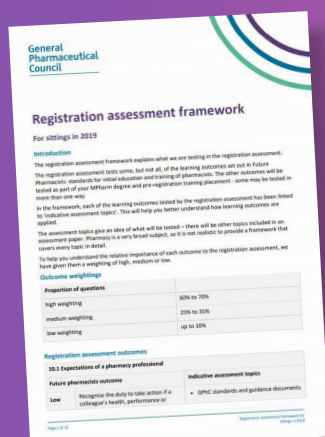 General
Pharmaceutical
Council
Registration assessment framework
For sittings in 2019
Introduction
The registration assessment framework explains what we are testing in the registration assessment.
The registration assessment tests some, but not all, of the learning outcomes set out in Future
Pharmacists: standards for initial education and training of pharmacists. The other outcomes will be
tested as part of your MPharm degree and pre-registration training placement - some may be tested in
more than one way.
In the framework, each of the learning outcomes tested by the registration assessment has been linked
to 'indicative assessment topics'. This will help you better understand how learning outcomes are
applied.
The assessment topics give an idea of what will be tested – there will be other topics included in an
assessment paper. Pharmacy is a very broad subject, so it is not realistic to provide a framework that
covers every topic in detail.
To help you understand the relative importance of each outcome to the registration assessment, we
have given them a weighting of high, medium or low.
Outcome weightings
Proportion of questions
high weighting 60% to 70%
medium weighting 25% to 35%
low weighting up to 10%
Registration assessment outcomes
10.1 Expectations of a pharmacy professional
Future pharmacists outcome Indicative assessment topics
Low Recognise the duty to take action if a • GPhC standards and guidance documents
colleague's health, performance or
Page 1 of 26 Registration assessment framework for
sittings in 2019